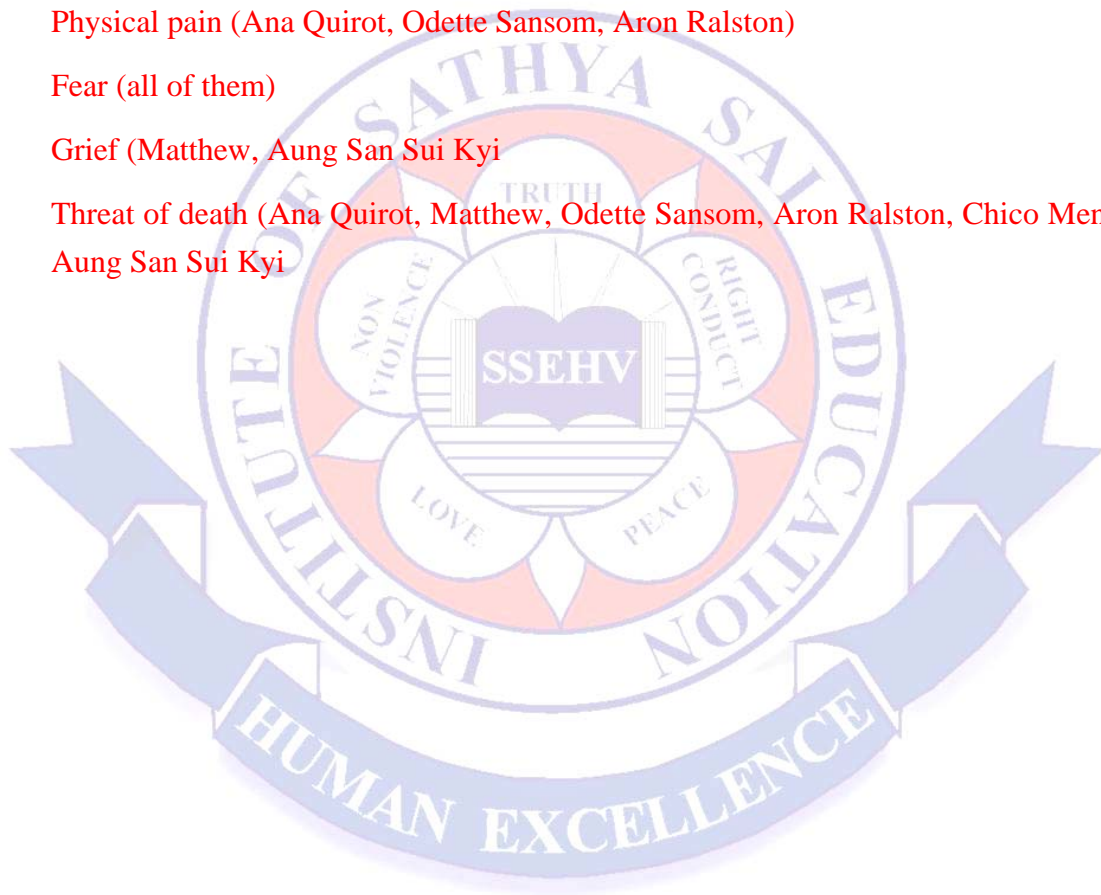 Physical pain (Ana Quirot, Odette Sansom, Aron Ralston)
Fear (all of them)
Grief (Matthew, Aung San Sui Kyi
Threat of death (Ana Quirot, Matthew, Odette Sansom, Aron Ralston, Chico Men
Aung San Sui Kyi
INSTITUTE OF SATHYA SAI EDUCATION
TRUTH
NON
VIOLENCE
RIGHT
CONDUCT
SSEHV
LOVE
PEACE
HUMAN EXCELLENCE